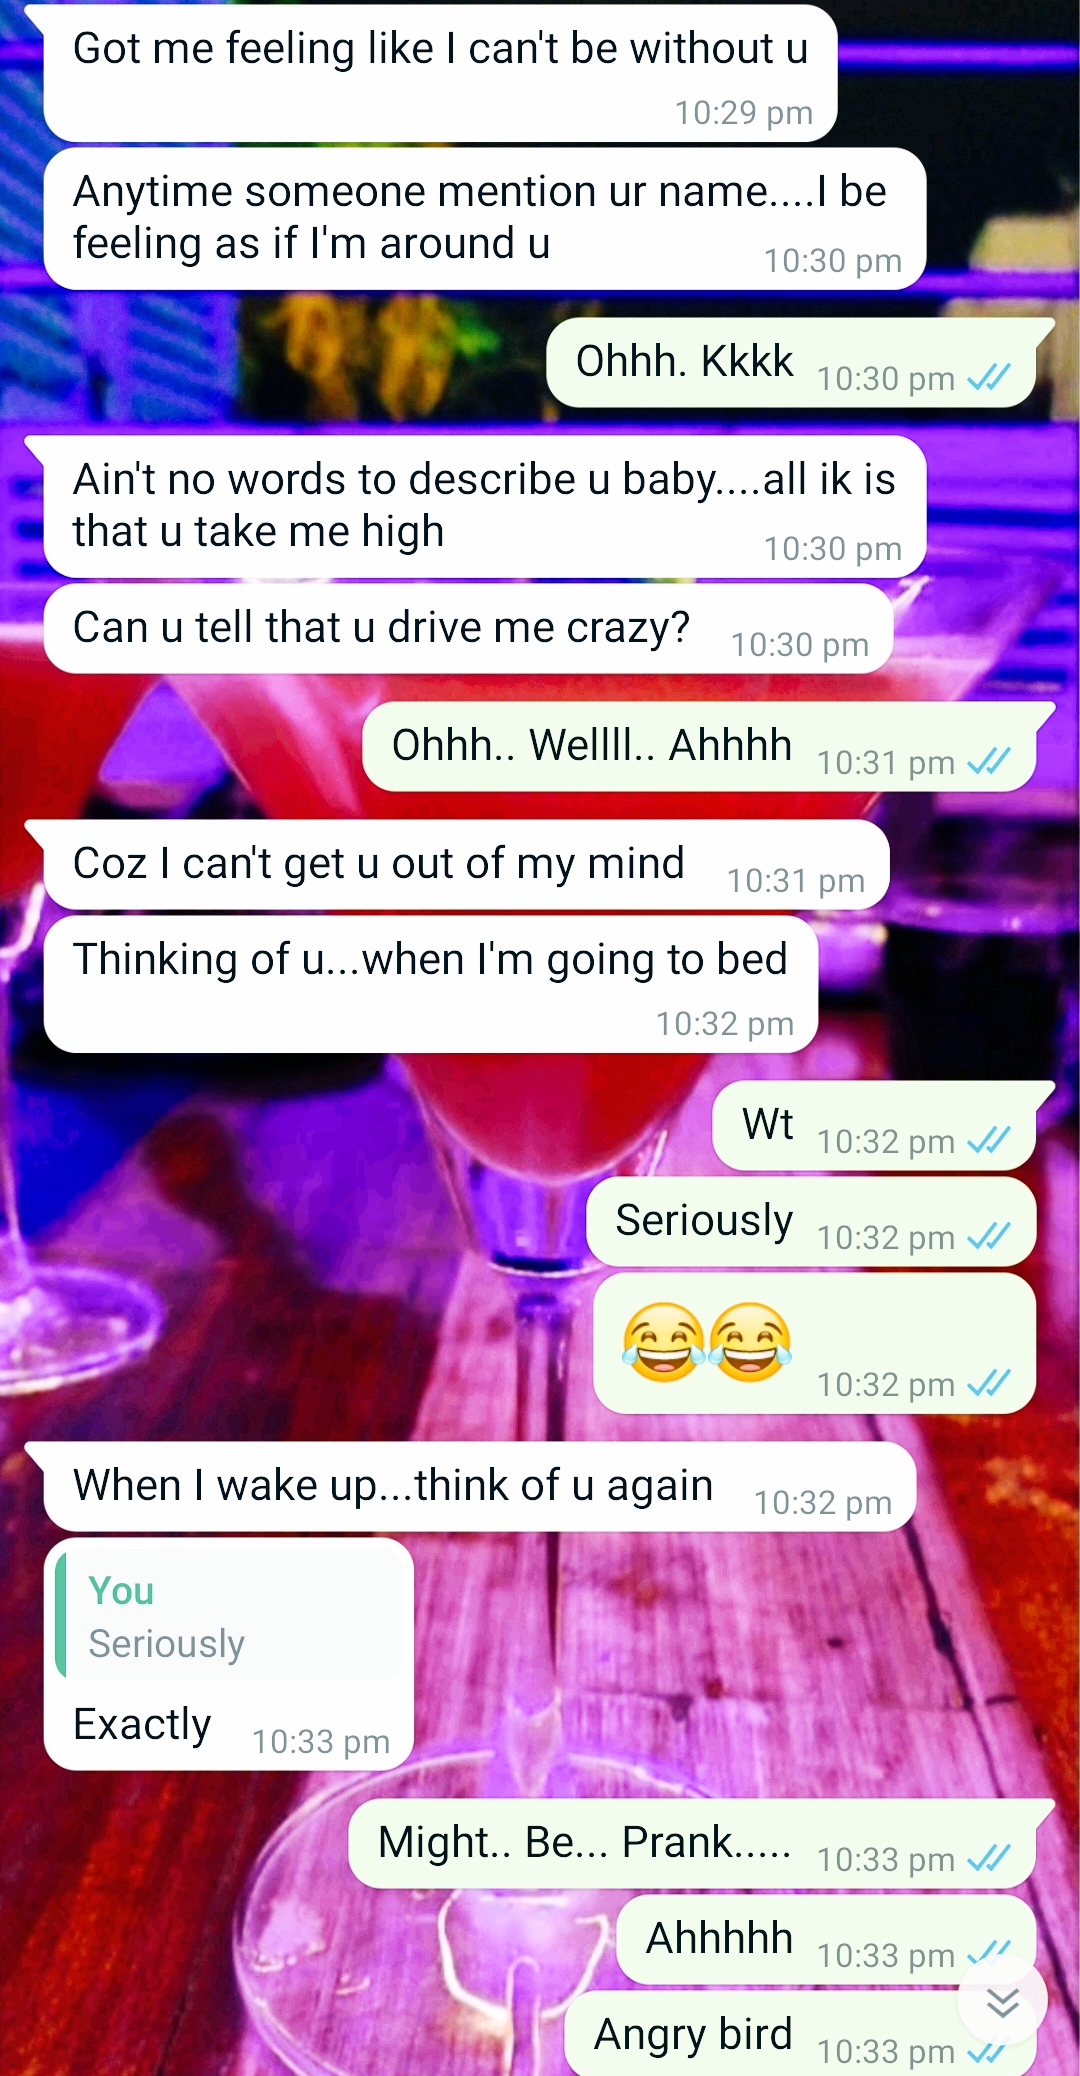 Got me feeling like I can't be without u
10:29 pm
Anytime someone mention ur name....I be
feeling as if I'm around u
10:30 pm
Ohhh. Kkkk 10:30 pm
Ain't no words to describe u baby....all ik is
that u take me high
10:30 pm
Can u tell that u drive me crazy? 10:30 pm
Ohhh.. Wellll.. Ahhhh 10:31 pm
Coz I can't get u out of my mind 10:31 pm
Thinking of u...when I'm going to bed
10:32 pm
Wt 10:32 pm
Seriously 10:32 pm
😂😂 10:32 pm
When I wake up...think of u again 10:32 pm
You
Seriously
Exactly 10:33 pm
Might.. Be... Prank..... 10:33 pm
Ahhhhh 10:33 pm
Angry bird 10:33 pm